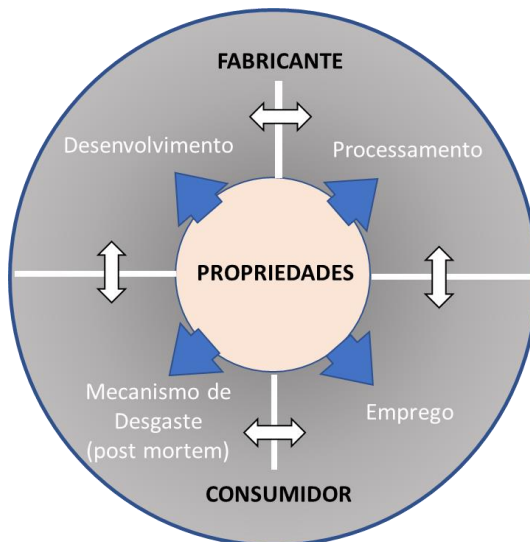 FABRICANTE
Desenvolvimento
Processamento
PROPRIEDADES
Mecanismo de
Desgaste
(post mortem)
Emprego
CONSUMIDOR